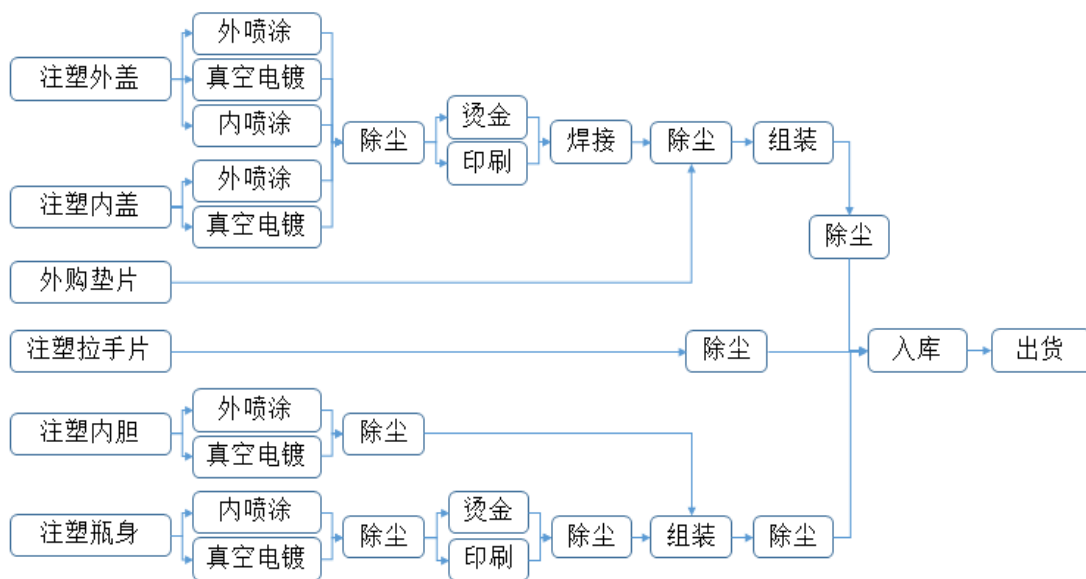 外喷涂
注塑外盖
真空电镀
内喷涂
除尘
烫金
印刷
焊接
除尘
组装
外喷涂
注塑内盖
真空电镀
除尘
外购垫片
注塑拉手片
除尘
入库
出货
外喷涂
注塑内胆
真空电镀
除尘
内喷涂
注塑瓶身
真空电镀
除尘
烫金
印刷
除尘
组装
除尘